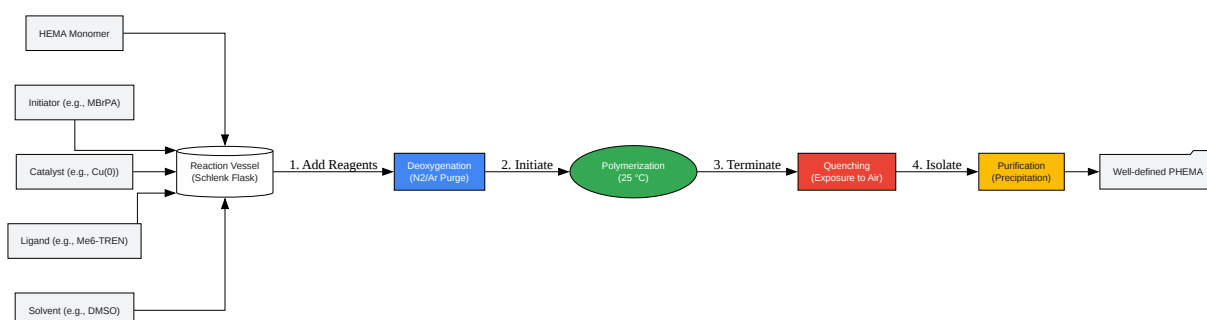 HEMA Monomer
Initiator (e.g., MBrPA)
Catalyst (e.g., Cu(0))
Ligand (e.g., Me6-TREN)
Solvent (e.g., DMSO)
Reaction Vessel
(Schlenk Flask)
1. Add Reagents
Deoxygenation
(N2/Ar Purge)
2. Initiate
Polymerization
(25 °C)
3. Terminate
Quenching
(Exposure to Air)
4. Isolate
Purification
(Precipitation)
Well-defined PHEMA